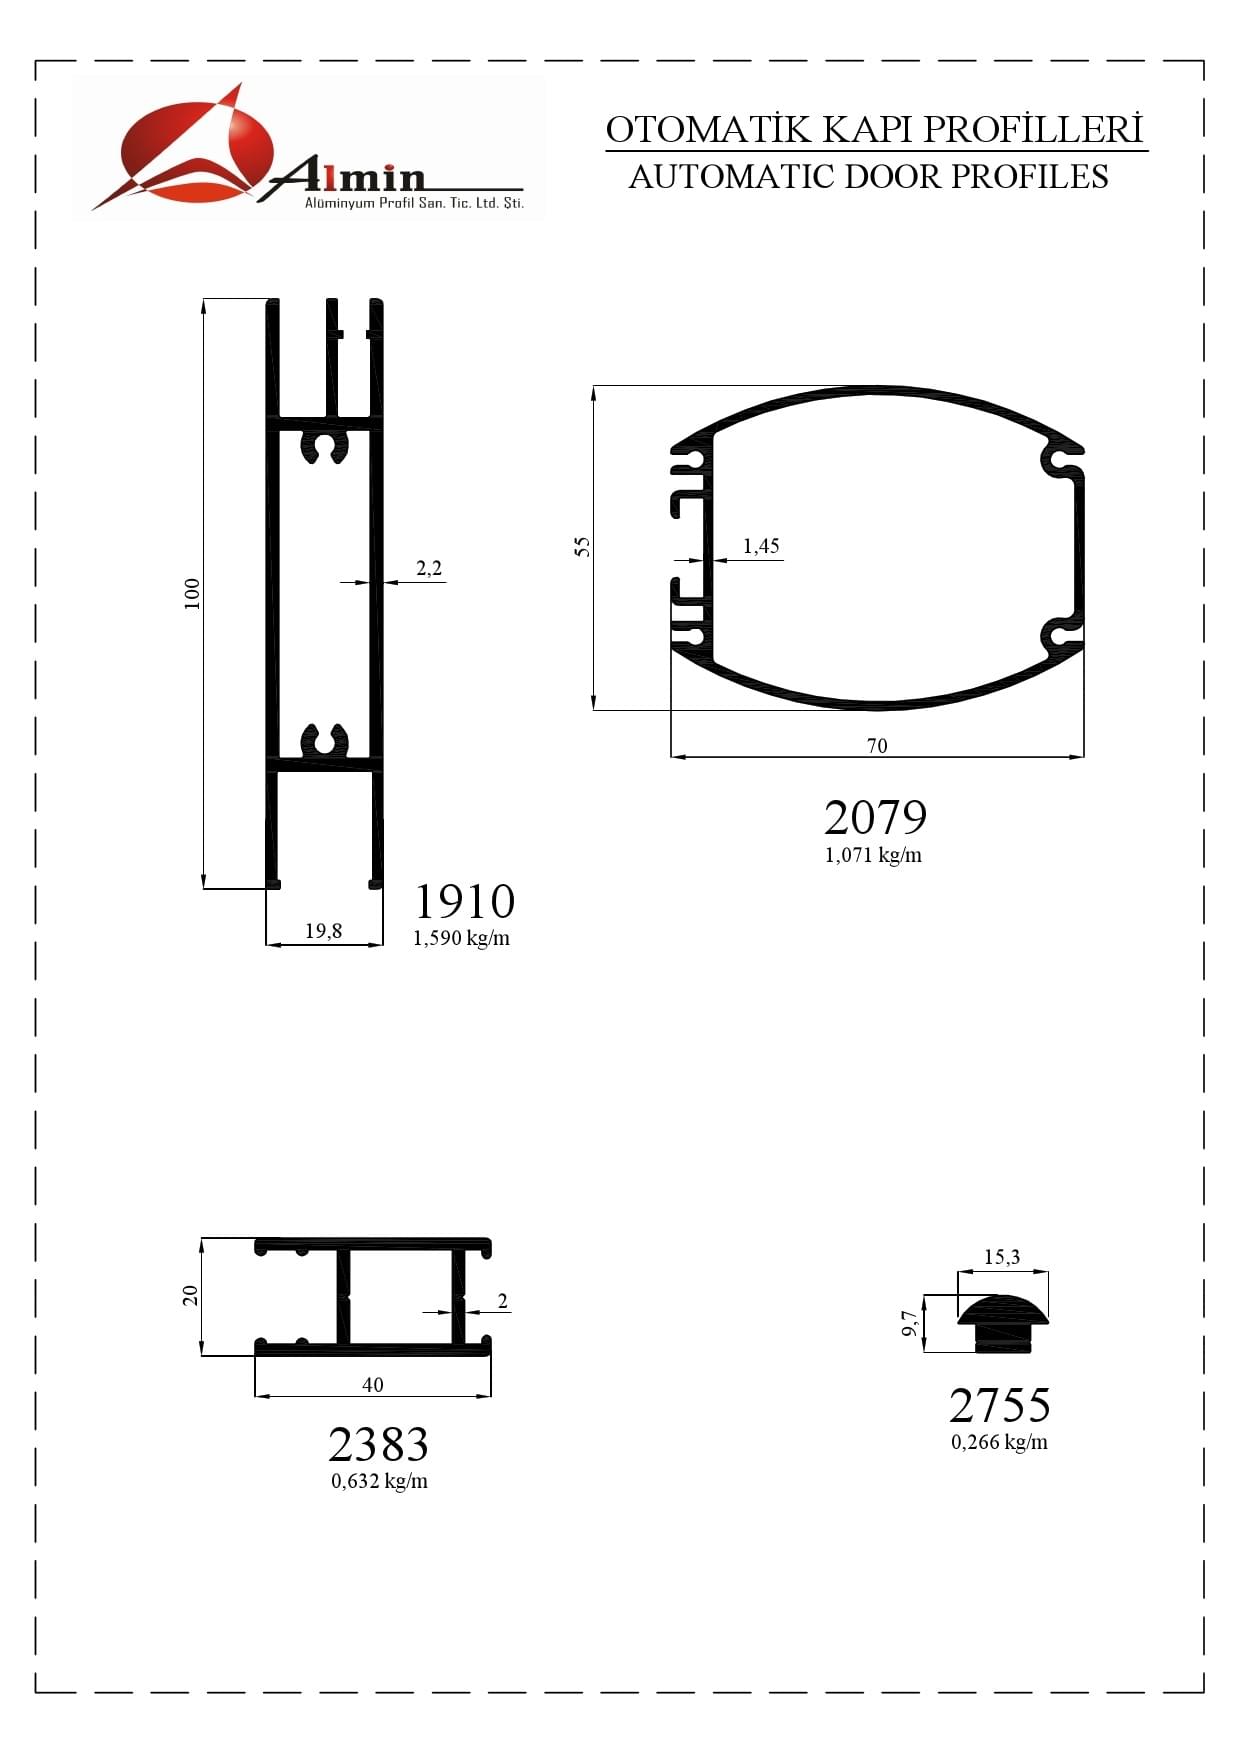 Almin
Alüminyum Profil San. Tic. Ltd. Şti.
OTOMATİK KAPI PROFİLLERİ
AUTOMATIC DOOR PROFILES
100
2,2
19,8
1910
1,590 kg/m
55
1,45
70
2079
1,071 kg/m
20
2
40
2383
0,632 kg/m
15,3
9,7
2755
0,266 kg/m